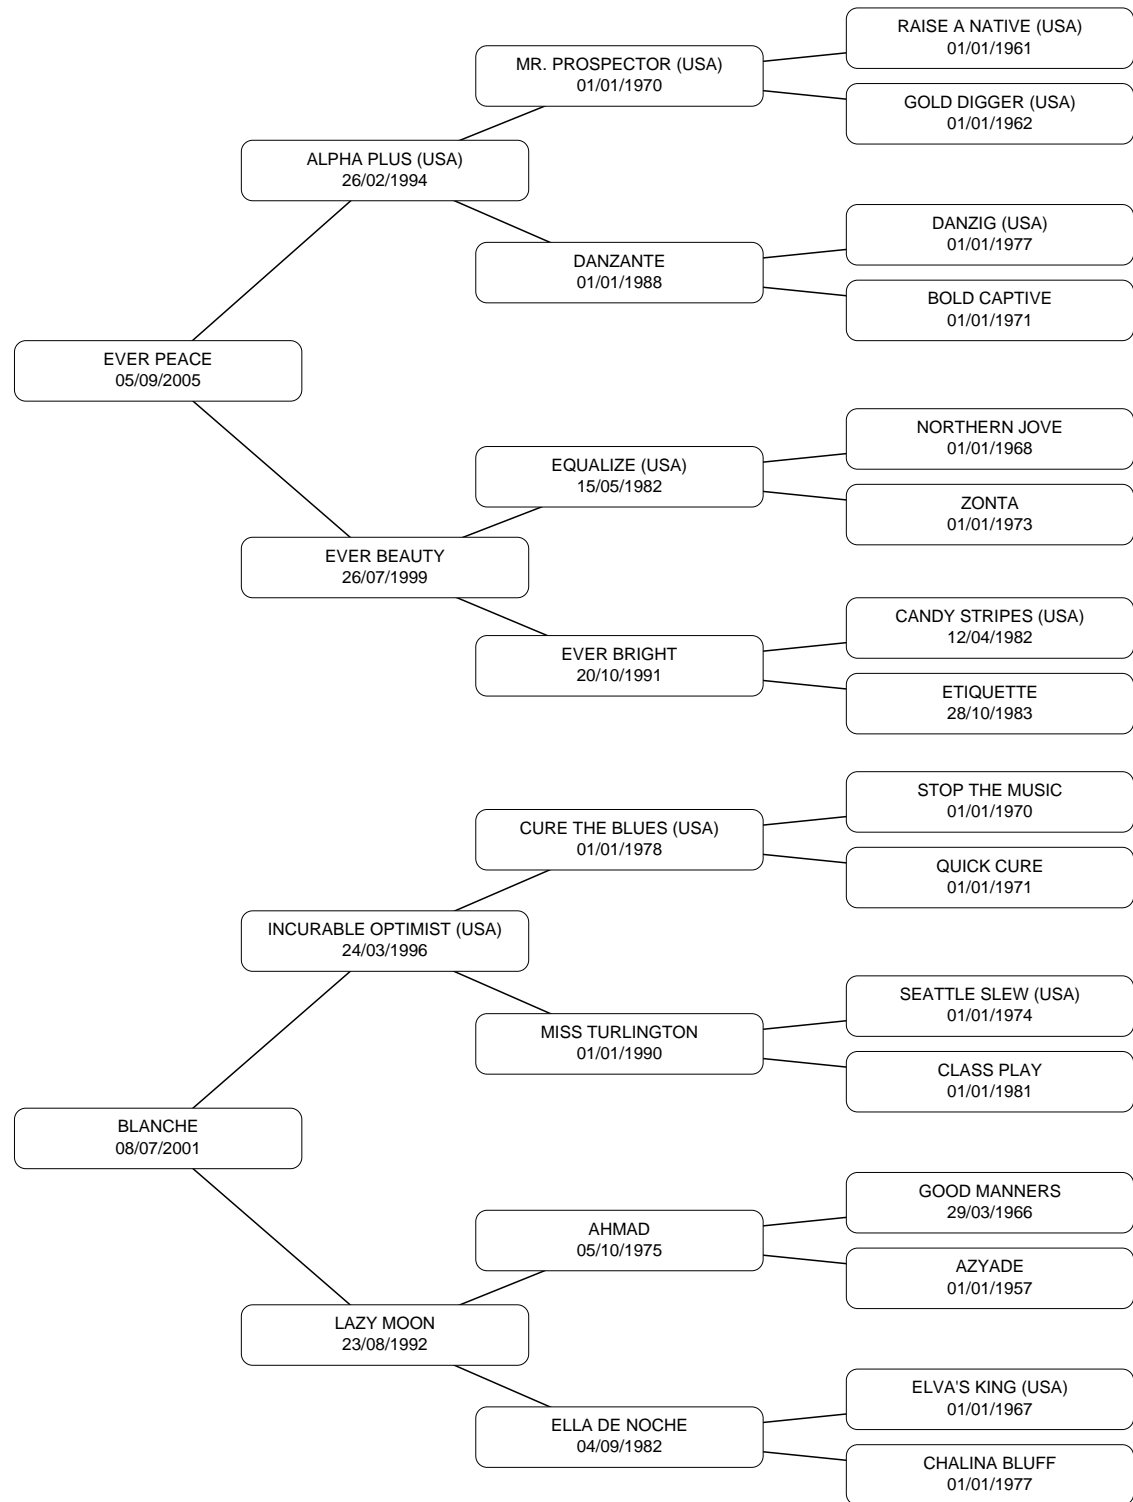 RAISE A NATIVE (USA)
01/01/1961
MR. PROSPECTOR (USA)
01/01/1970
GOLD DIGGER (USA)
01/01/1962
ALPHA PLUS (USA)
26/02/1994
DANZIG (USA)
01/01/1977
DANZANTE
01/01/1988
BOLD CAPTIVE
01/01/1971
EVER PEACE
05/09/2005
NORTHERN JOVE
01/01/1968
EQUALIZE (USA)
15/05/1982
ZONTA
01/01/1973
EVER BEAUTY
26/07/1999
CANDY STRIPES (USA)
12/04/1982
EVER BRIGHT
20/10/1991
ETIQUETTE
28/10/1983
STOP THE MUSIC
01/01/1970
CURE THE BLUES (USA)
01/01/1978
QUICK CURE
01/01/1971
INCURABLE OPTIMIST (USA)
24/03/1996
SEATTLE SLEW (USA)
01/01/1974
MISS TURLINGTON
01/01/1990
CLASS PLAY
01/01/1981
BLANCHE
08/07/2001
GOOD MANNERS
29/03/1966
AHMAD
05/10/1975
AZYADE
01/01/1957
LAZY MOON
23/08/1992
ELVA'S KING (USA)
01/01/1967
ELLA DE NOCHE
04/09/1982
CHALINA BLUFF
01/01/1977